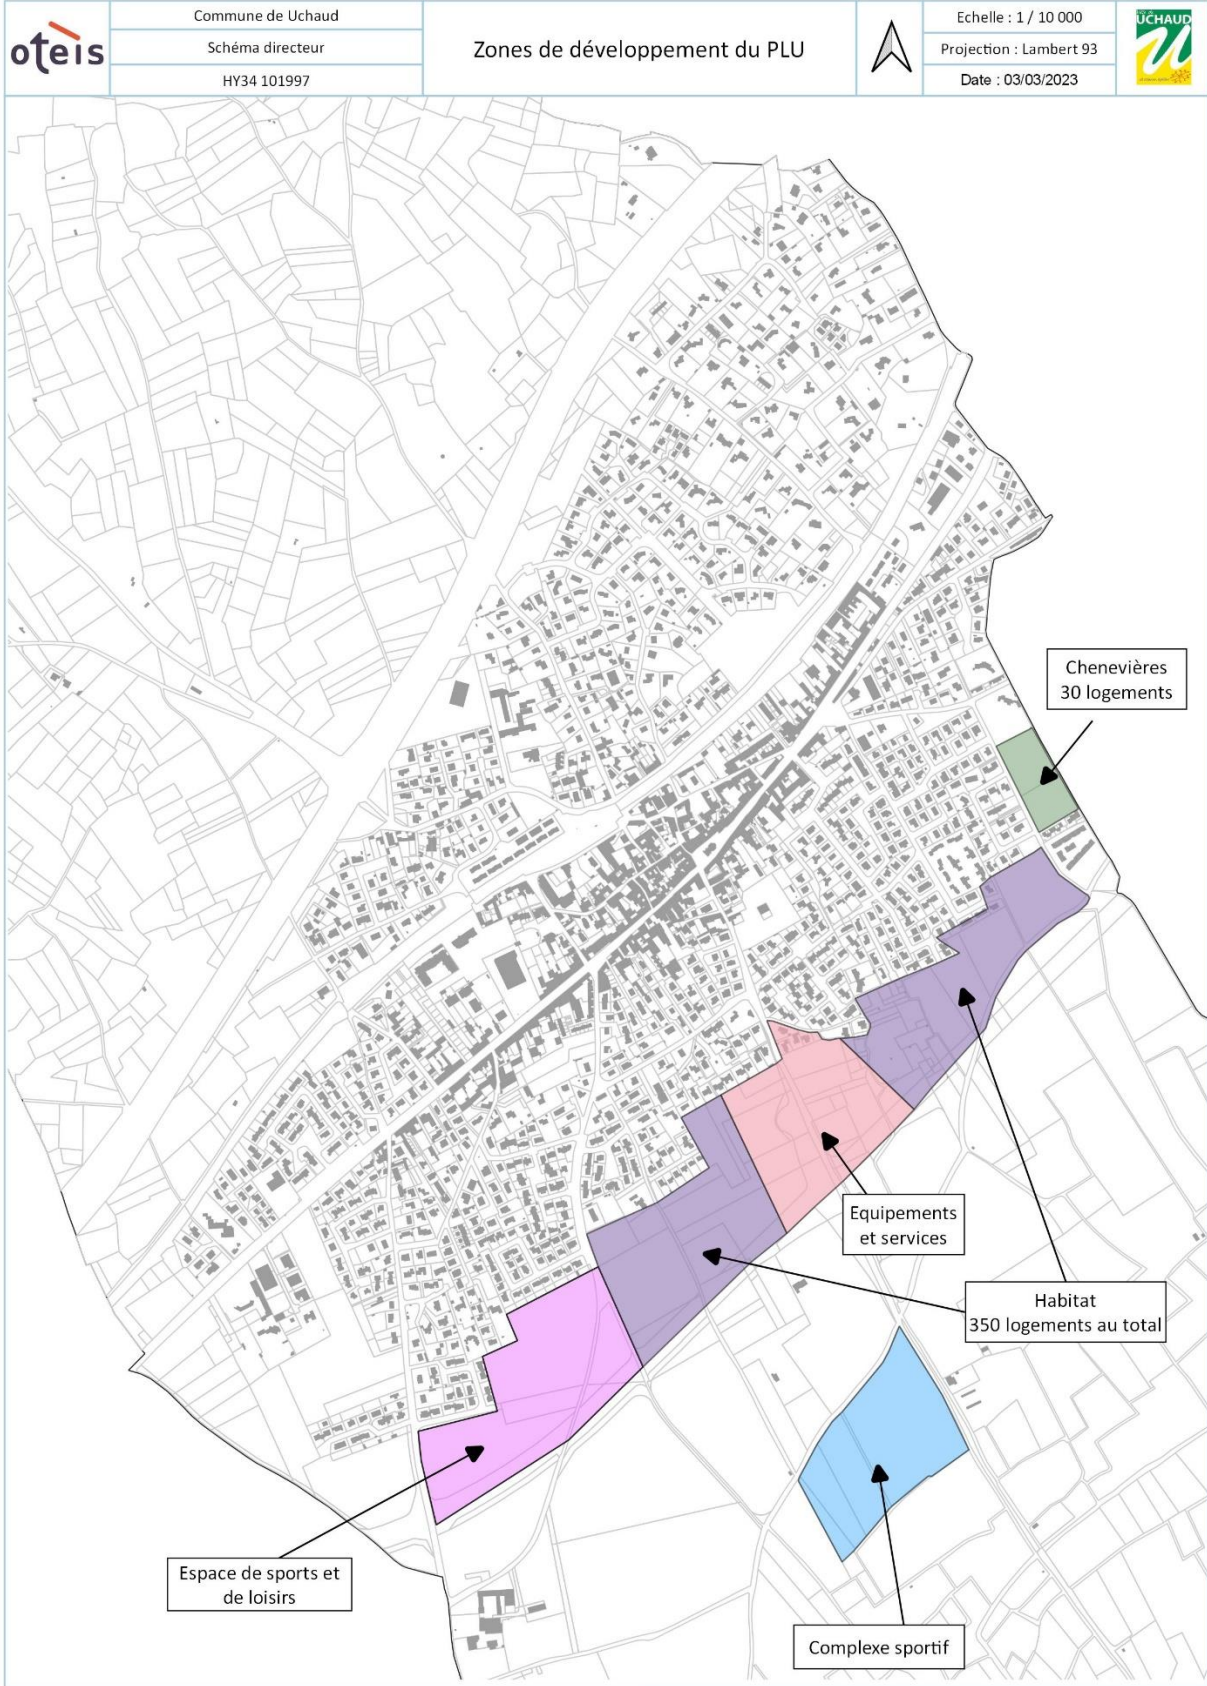 oteis
Commune de Uchaud
Schéma directeur
HY34 101997
Zones de développement du PLU
Echelle : 1 / 10 000
Projection : Lambert 93
Date : 03/03/2023
UCHAUD
Chenevières
30 logements
Equipements
et services
Habitat
350 logements au total
Espace de sports et
de loisirs
Complexe sportif